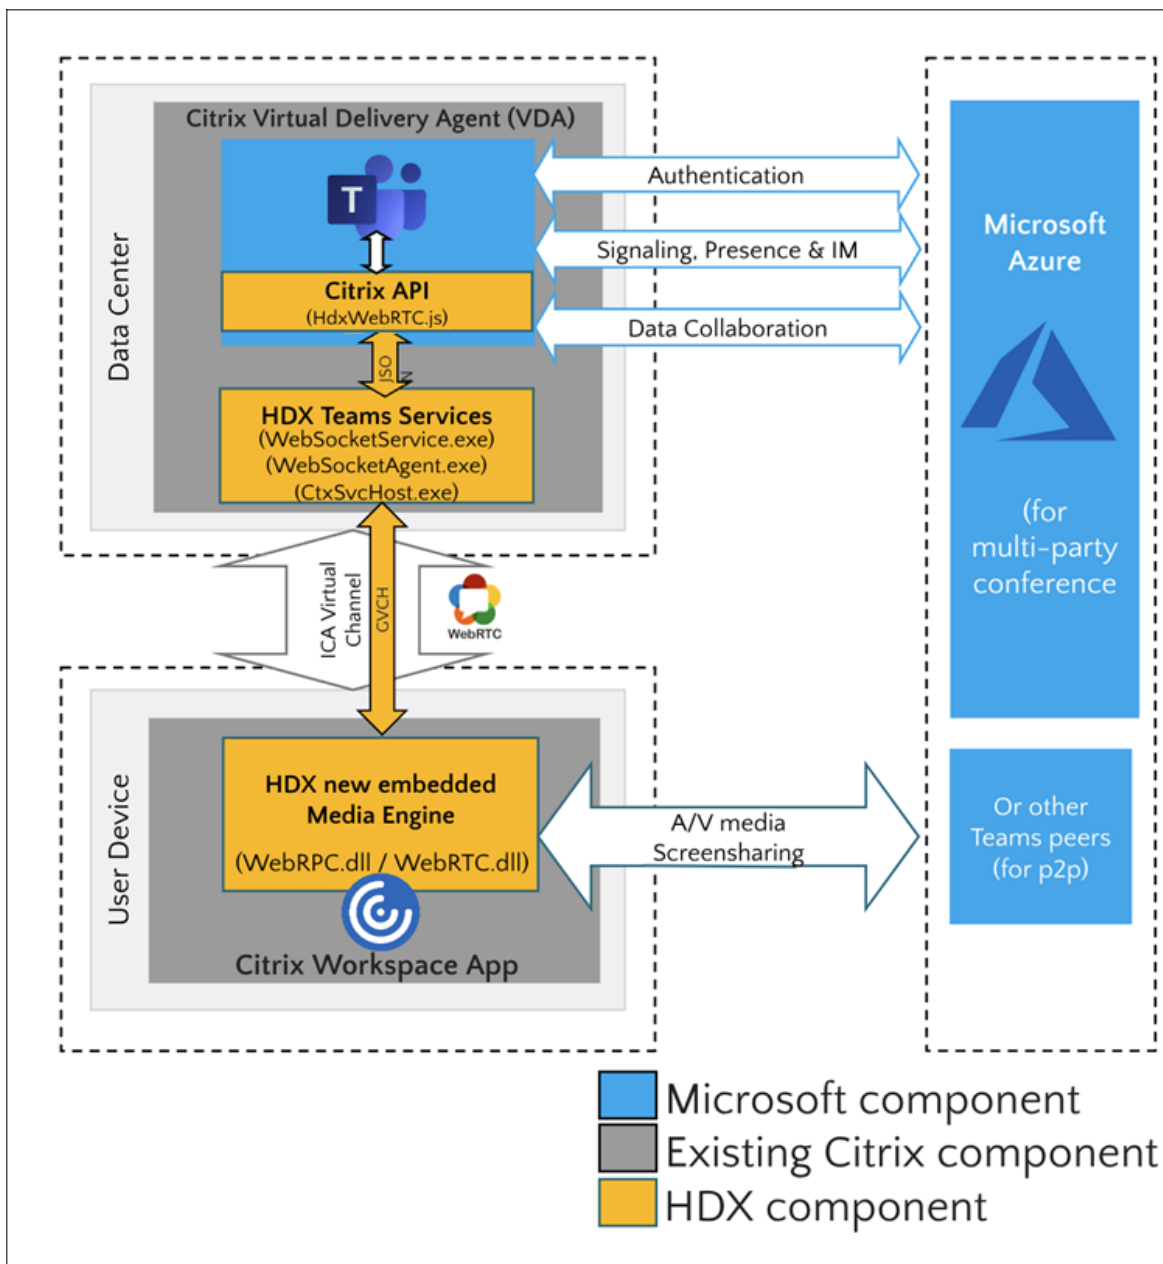 Citrix Virtual Delivery Agent (VDA)
T
Citrix API
(HdxWebRTC.js)
JSO
N
HDX Teams Services
(WebSocketService.exe)
(WebSocketAgent.exe)
(CtxSvcHost.exe)
Data Center
Authentication
Signaling, Presence & IM
Data Collaboration
Microsoft
Azure
(for
multi-party
conference
ICA Virtual
Channel
GVCH
WebRTC
User Device
HDX new embedded
Media Engine
(WebRPC.dll / WebRTC.dll)
Citrix Workspace App
A/V media
Screensharing
Or other
Teams peers
(for p2p)
Microsoft component
Existing Citrix component
HDX component